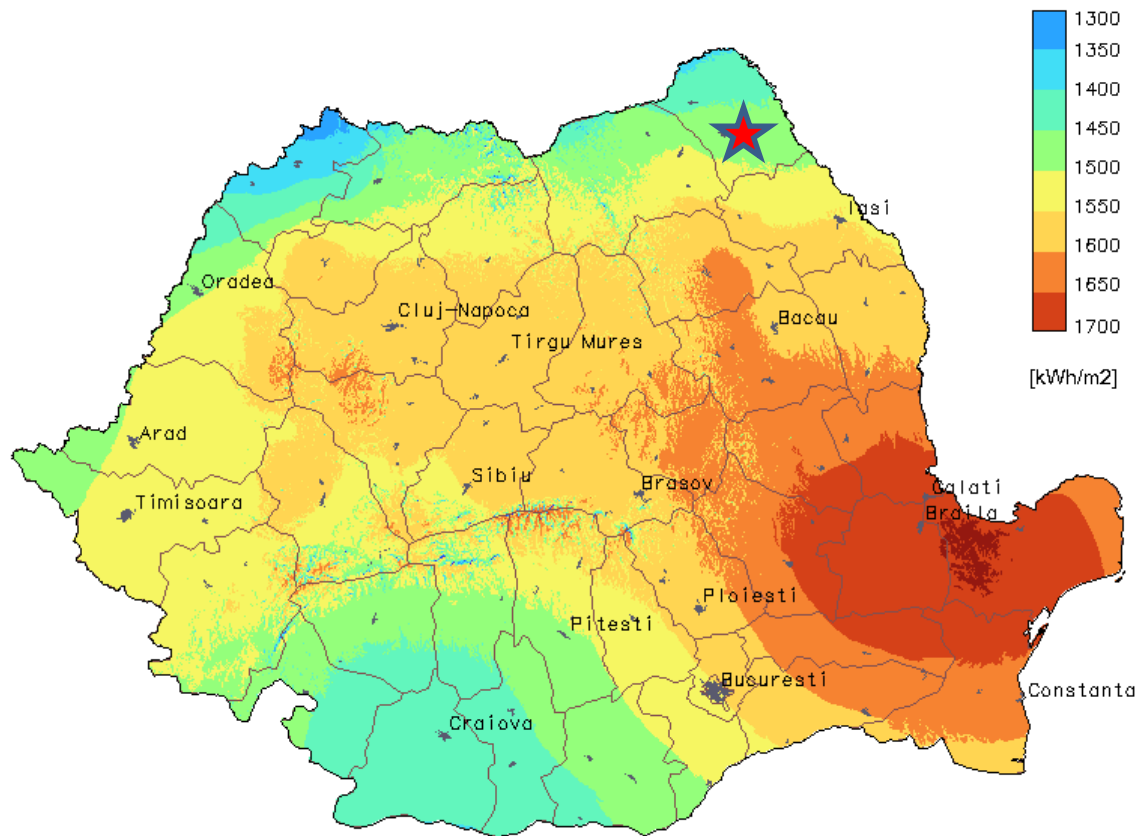 1300
1350
1400
1450
1500
1550
1600
1650
1700
[kWh/m2]
Iasi
Oradea
Cluj-Napoca
Bacau
Tirgu Mures
Arad
Sibiu
Brasov
Galati
Timisoara
Braila
Ploiesti
Pitesti
Bucuresti
Constanta
Craiova